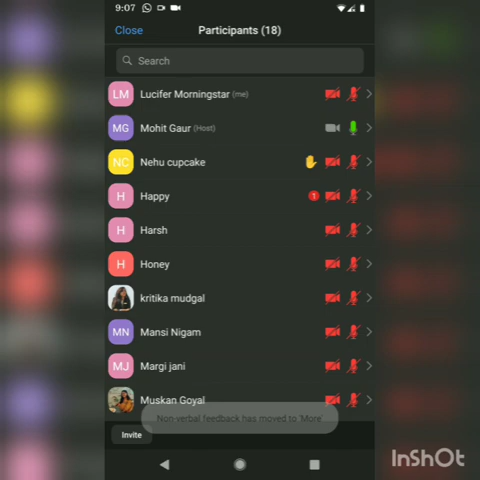 9:07
Close
Participants (18)
Search
LM Lucifer Morningstar (me)
MG Mohit Gaur (Host)
NC Nehu cupcake
H Happy 1
H Harsh
H Honey
kritika mudgal
MN Mansi Nigam
MJ Margi jani
Muskan Goyal
Non-verbal feedback has moved to 'More'
Invite
InShOt